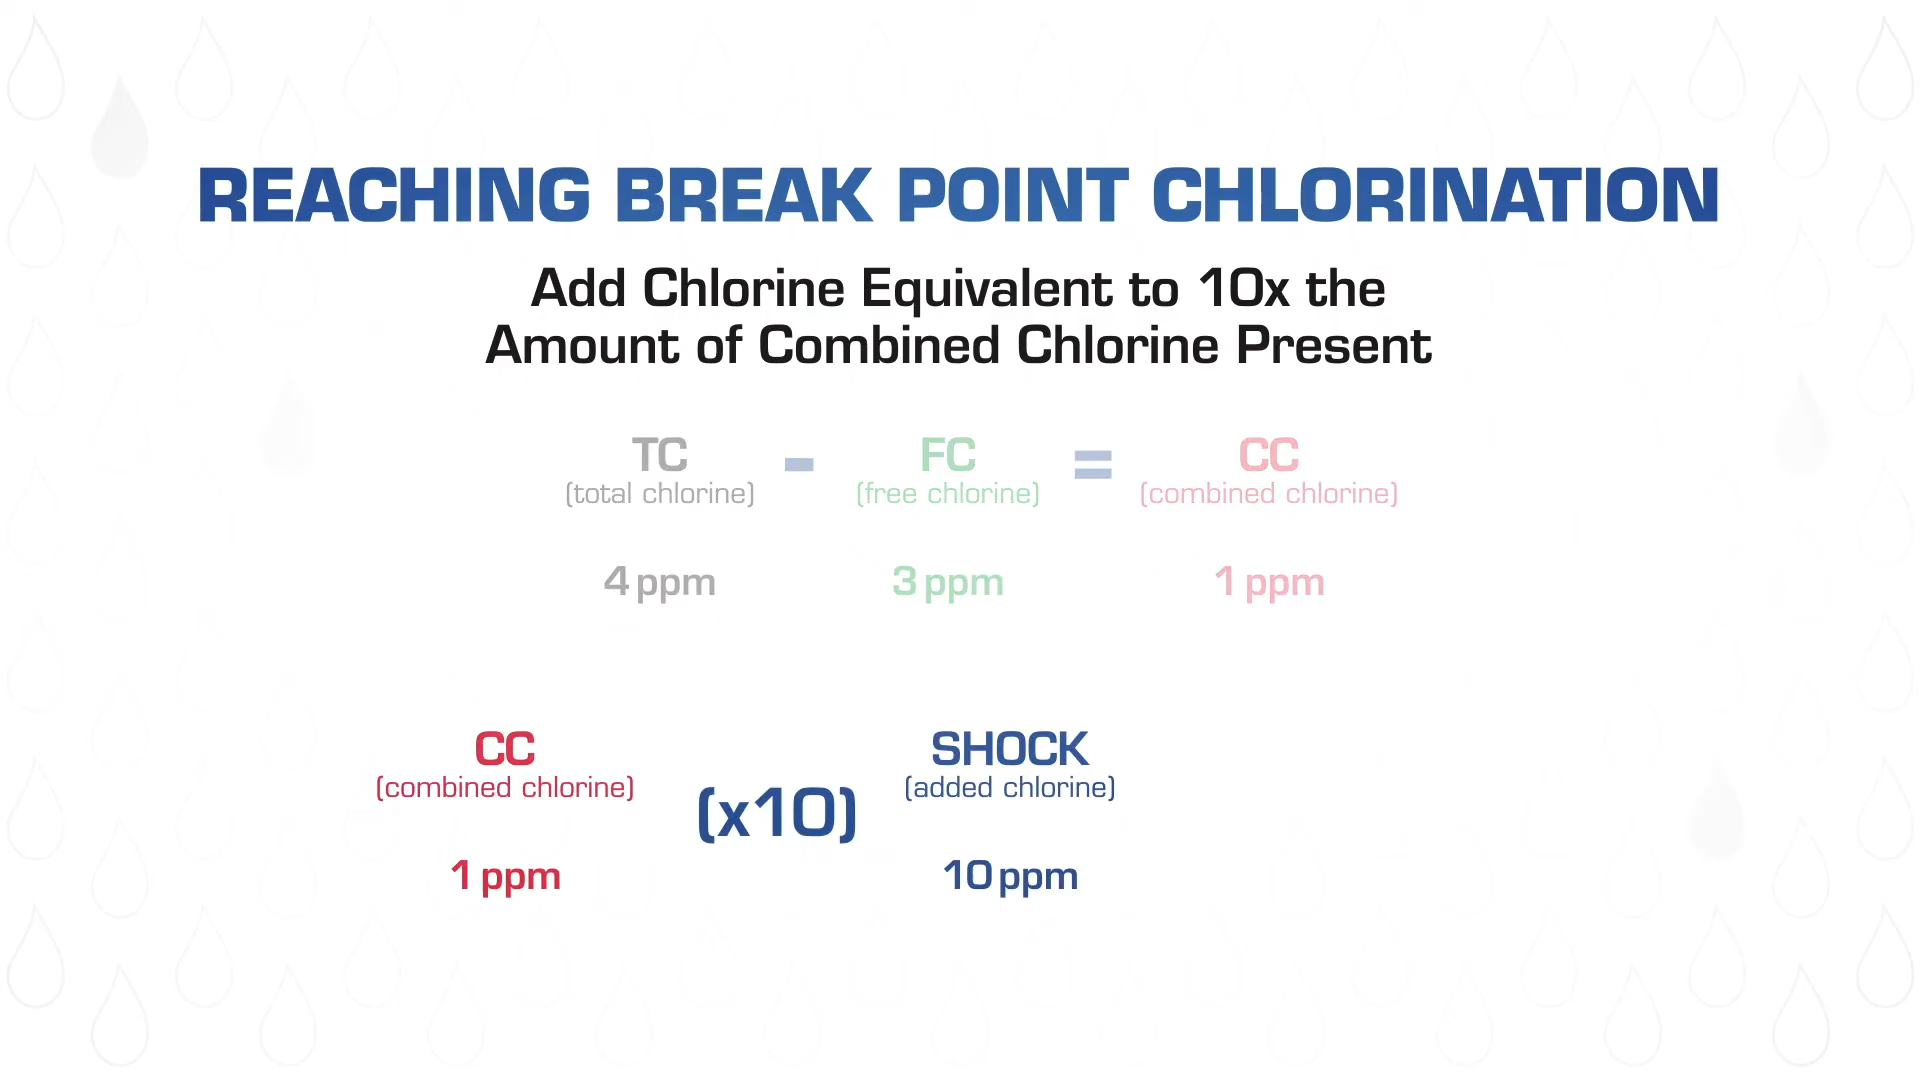 REACHING BREAK POINT CHLORINATION
Add Chlorine Equivalent to 10x the
Amount of Combined Chlorine Present
TC - FC = CC
(total chlorine) (free chlorine) (combined chlorine)
4 ppm 3 ppm 1 ppm
CC SHOCK
(combined chlorine) (x10) (added chlorine)
1 ppm 10 ppm